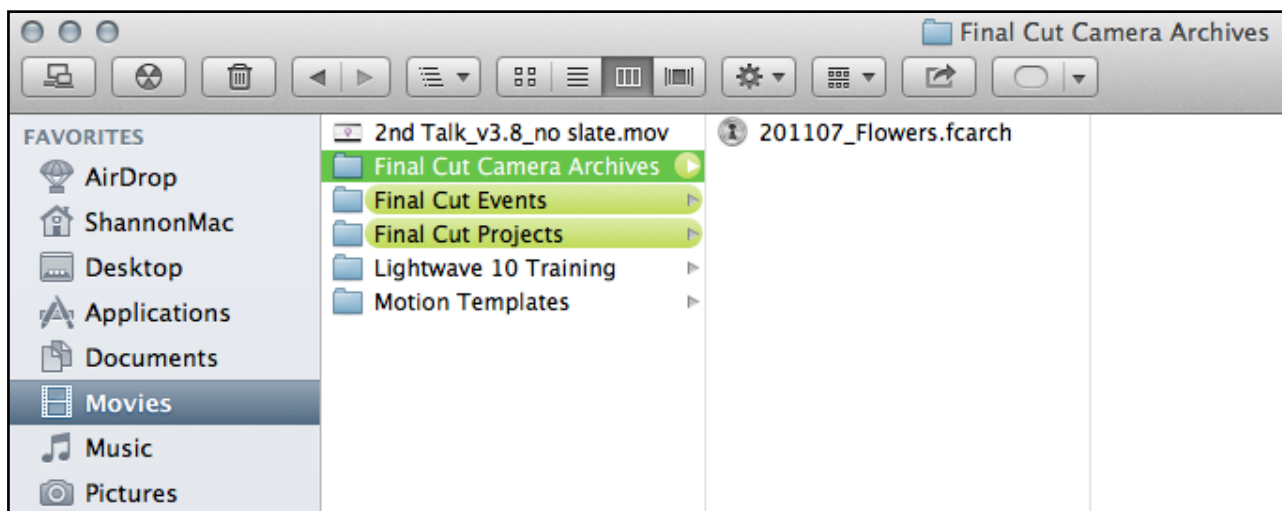 Final Cut Camera Archives
FAVORITES
AirDrop
ShannonMac
Desktop
Applications
Documents
Movies
Music
Pictures
2nd Talk_v3.8_no slate.mov
Final Cut Camera Archives
Final Cut Events
Final Cut Projects
Lightwave 10 Training
Motion Templates
201107_Flowers.fcarch